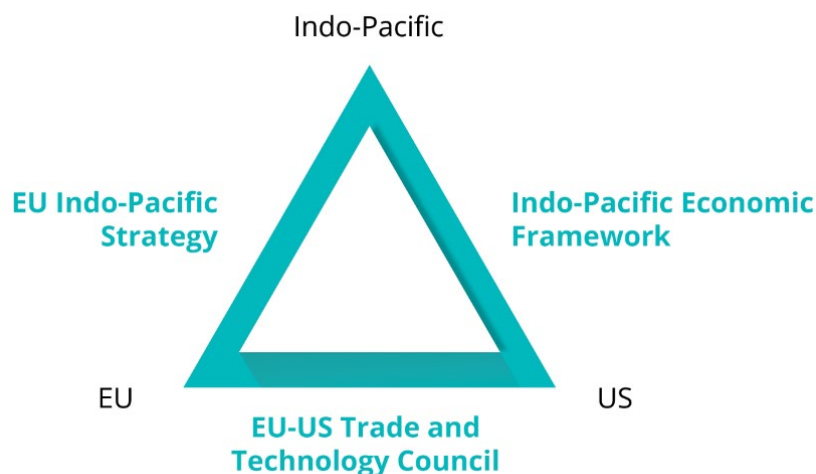 Indo-Pacific
EU Indo-Pacific
Strategy
Indo-Pacific Economic
Framework
EU
US
EU-US Trade and
Technology Council